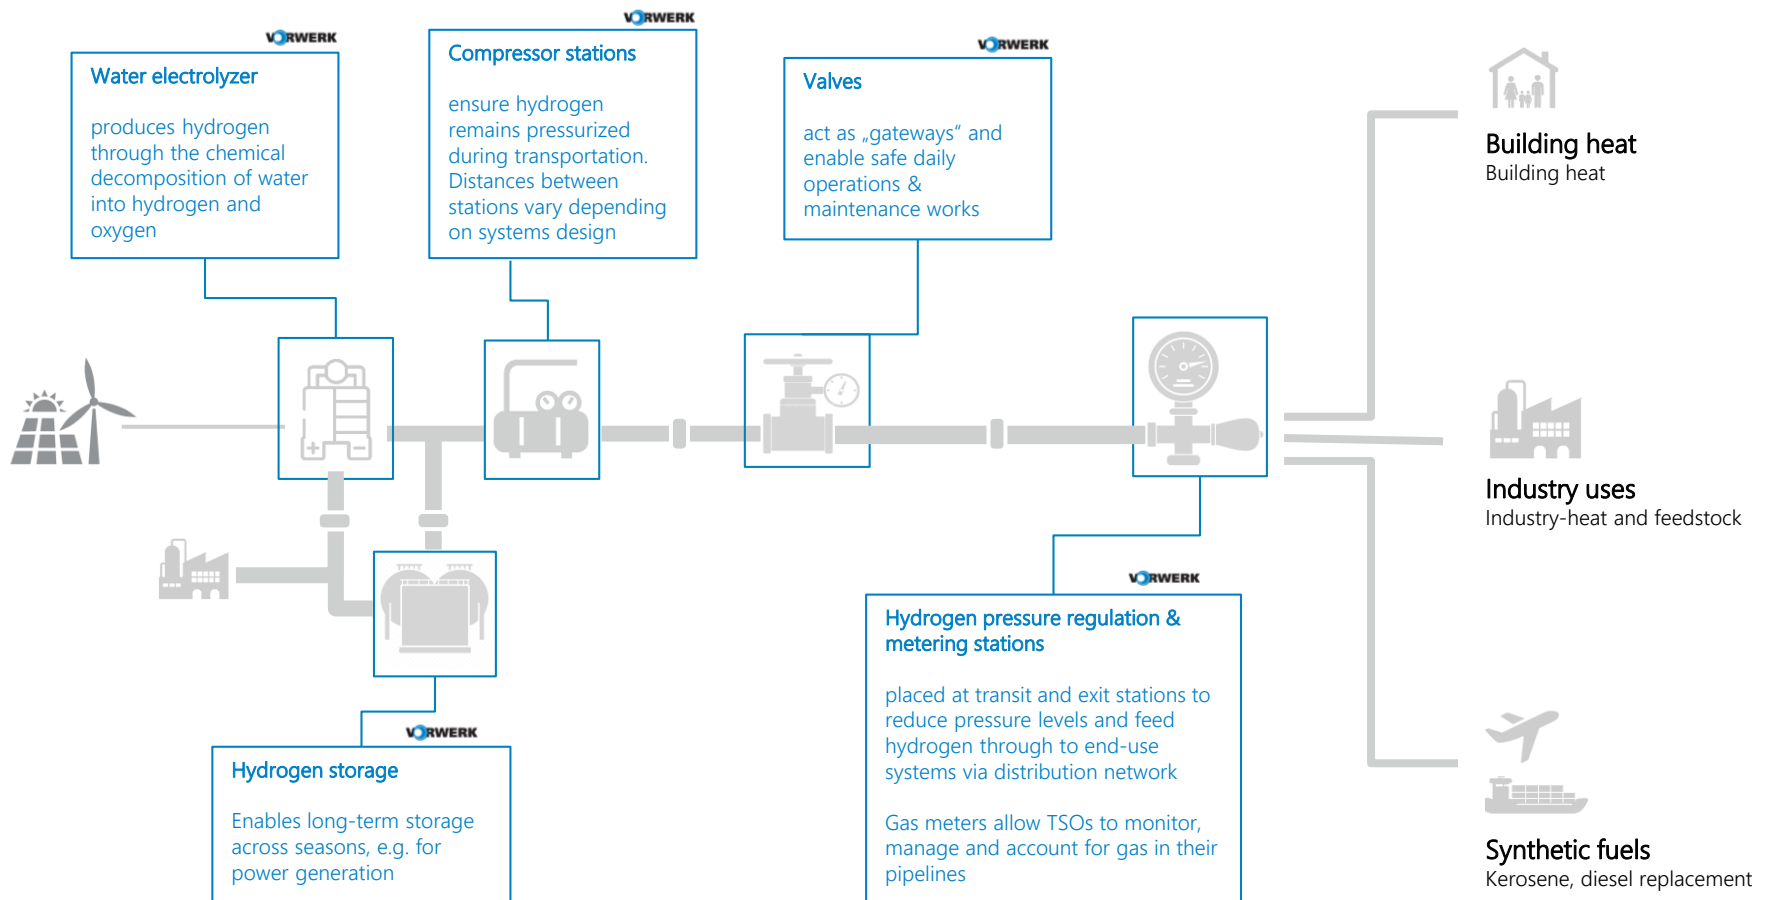 VORWERK
Water electrolyzer
produces hydrogen
through the chemical
decomposition of water
into hydrogen and
oxygen
VORWERK
Compressor stations
ensure hydrogen
remains pressurized
during transportation.
Distances between
stations vary depending
on systems design
VORWERK
Valves
act as „gateways“ and
enable safe daily
operations &
maintenance works
Building heat
Building heat
Industry uses
Industry-heat and feedstock
VORWERK
Hydrogen storage
Enables long-term storage
across seasons, e.g. for
power generation
VORWERK
Hydrogen pressure regulation &
metering stations
placed at transit and exit stations to
reduce pressure levels and feed
hydrogen through to end-use
systems via distribution network
Gas meters allow TSOs to monitor,
manage and account for gas in their
pipelines
Synthetic fuels
Kerosene, diesel replacement